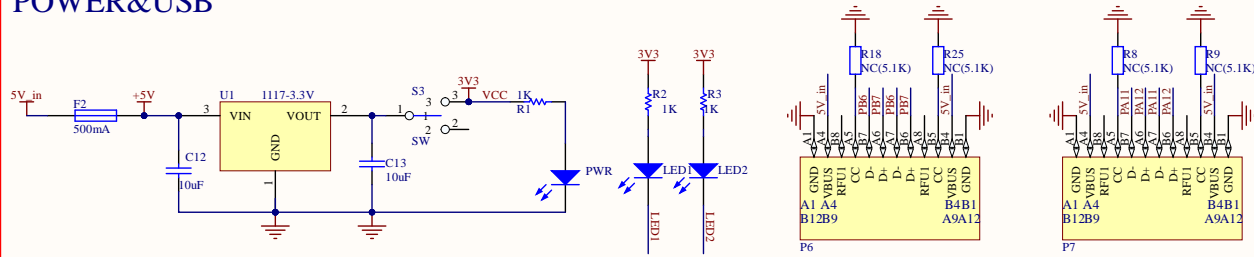 POWER&USB
5V_in
F2
500mA
+5V
C12
10uF
U1
1117-3.3V
3
VIN
VOUT
2
GND
1
C13
10uF
S3
1
3
3
2
2
SW
3V3
VCC
1K
R1
PWR
3V3
R2
1K
LED1
LED1
3V3
R3
1K
LED2
LED2
R18
NC(5.1K)
R25
NC(5.1K)
5V_in
PB6
PB7
PB6
PB7
5V_in
A1
A4
B8
A5
B7
A6
A7
B6
A8
B5
B4
B1
GND
VBUS
RFU1
CC
D-
D+
D-
D+
RFU1
CC
VBUS
GND
A1 A4
B4B1
B12B9
A9A12
P6
R8
NC(5.1K)
R9
NC(5.1K)
5V_in
PA11
PA12
PA11
PA12
5V_in
A1
A4
B8
A5
B7
A6
A7
B6
A8
B5
B4
B1
GND
VBUS
RFU1
CC
D-
D+
D-
D+
RFU1
CC
VBUS
GND
A1 A4
B4B1
B12B9
A9A12
P7